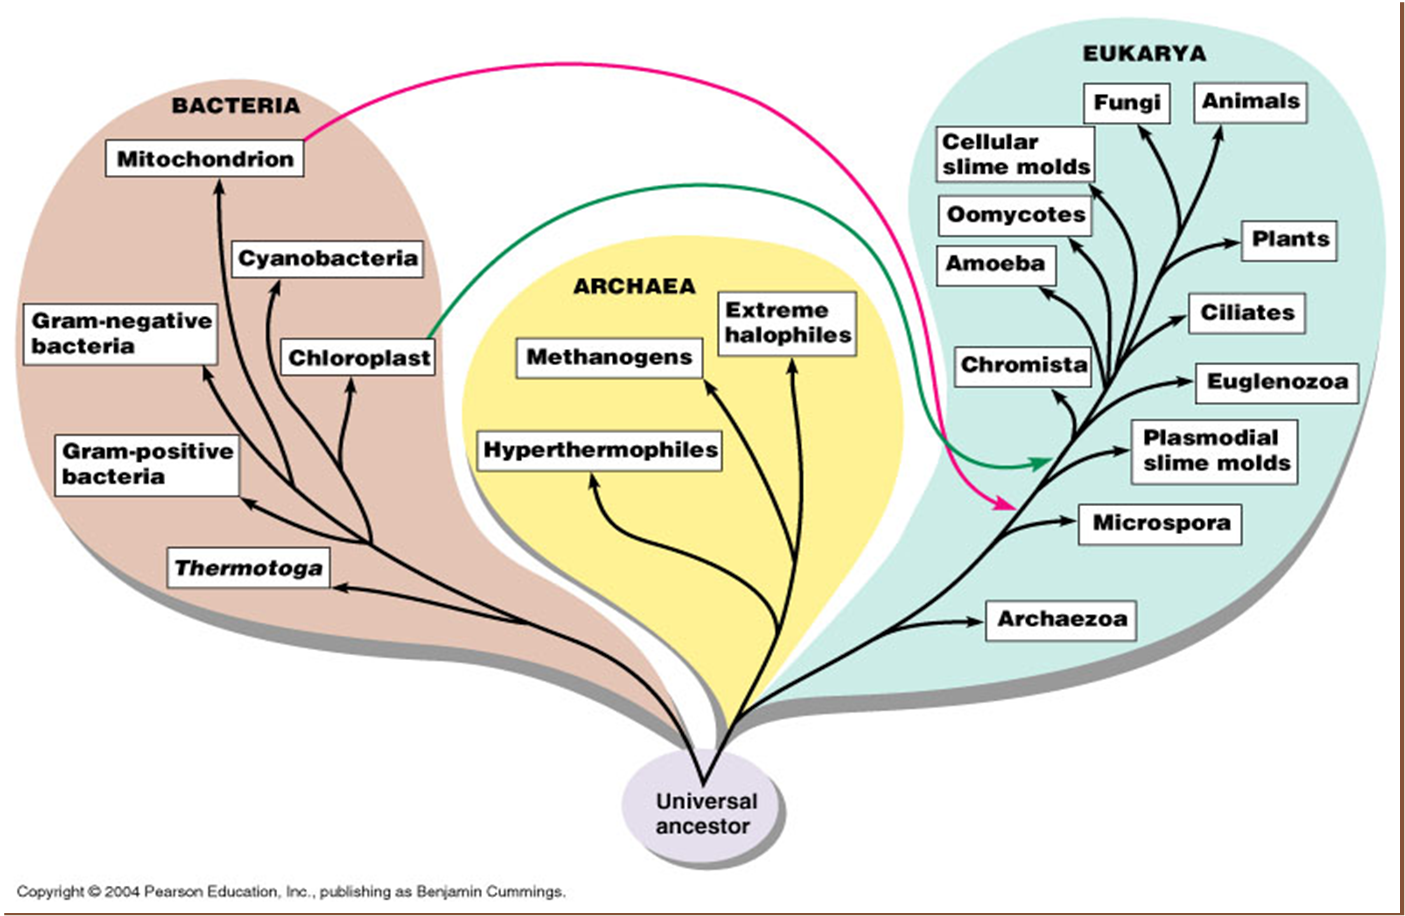 BACTERIA
Mitochondrion
Cyanobacteria
Gram-negative
bacteria
Chloroplast
Gram-positive
bacteria
Thermotoga
ARCHAEA
Extreme
halophiles
Methanogens
Hyperthermophiles
EUKARYA
Fungi
Animals
Cellular
slime molds
Oomycotes
Plants
Amoeba
Ciliates
Chromista
Euglenozoa
Plasmodial
slime molds
Microspora
Archaezoa
Universal
ancestor
Copyright © 2004 Pearson Education, Inc., publishing as Benjamin Cummings.